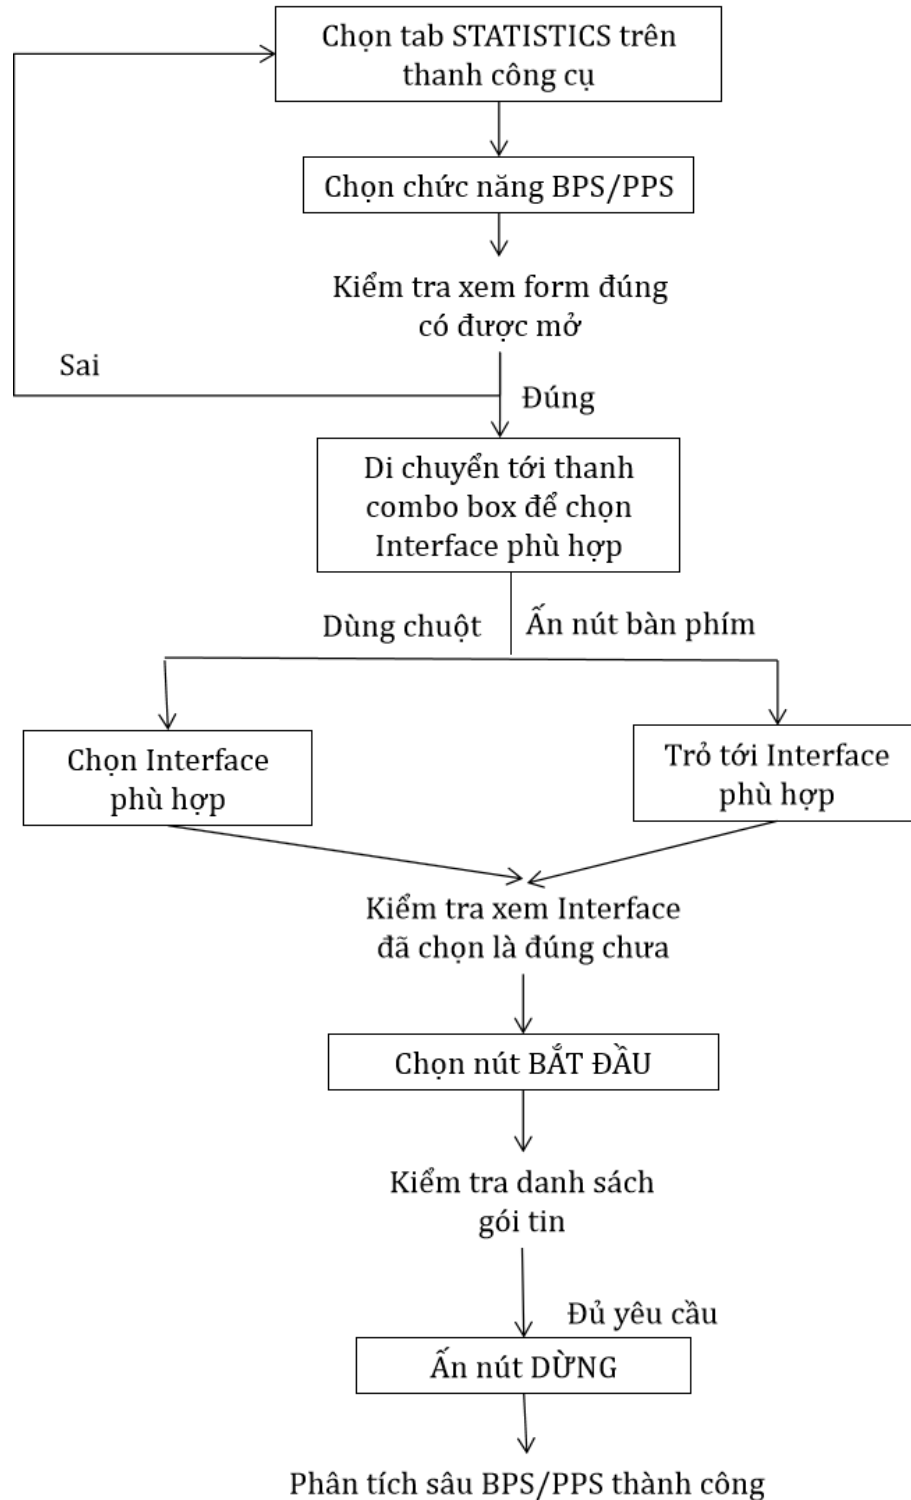 Chọn tab STATISTICS trên
thanh công cụ
Chọn chức năng BPS/PPS
Kiểm tra xem form đúng
có được mở
Sai
Đúng
Di chuyển tới thanh
combo box để chọn
Interface phù hợp
Dùng chuột
Ấn nút bàn phím
Chọn Interface
phù hợp
Trỏ tới Interface
phù hợp
Kiểm tra xem Interface
đã chọn là đúng chưa
Chọn nút BẮT ĐẦU
Kiểm tra danh sách
gói tin
Đủ yêu cầu
Ấn nút DỪNG
Phân tích sâu BPS/PPS thành công